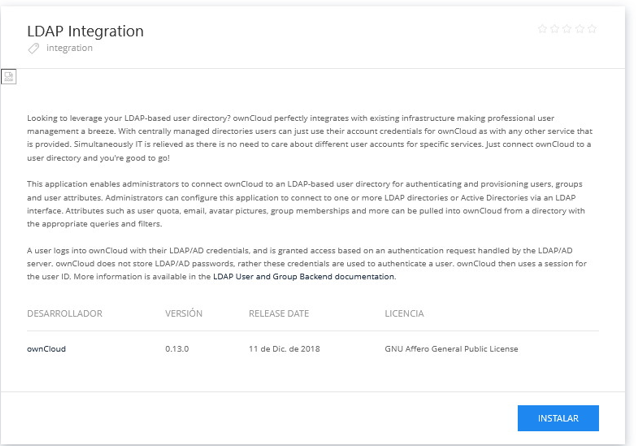 LDAP Integration
integration
Looking to leverage your LDAP-based user directory? ownCloud perfectly integrates with existing infrastructure making professional user
management a breeze. With centrally managed directories users can just use their account credentials for ownCloud as with any other service that
is provided. Simultaneously IT is relieved as there is no need to care about different user accounts for specific services. Just connect ownCloud to a
user directory and you're good to go!
This application enables administrators to connect ownCloud to an LDAP-based user directory for authenticating and provisioning users, groups
and user attributes. Administrators can configure this application to connect to one or more LDAP directories or Active Directories via an LDAP
interface. Attributes such as user quota, email, avatar pictures, group memberships and more can be pulled into ownCloud from a directory with
the appropriate queries and filters.
A user logs into ownCloud with their LDAP/AD credentials, and is granted access based on an authentication request handled by the LDAP/AD
server. ownCloud does not store LDAP/AD passwords, rather these credentials are used to authenticate a user. ownCloud then uses a session for
the user ID. More information is available in the LDAP User and Group Backend documentation.
DESARROLLADOR VERSIÓN RELEASE DATE LICENCIA
ownCloud 0.13.0 11 de Dic. de 2018 GNU Affero General Public License
INSTALAR